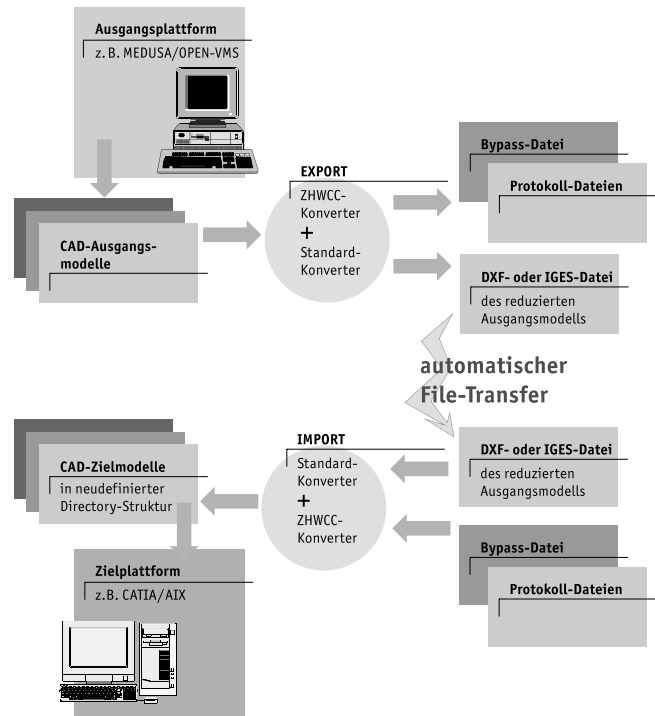 Ausgangsplattform
z. B. MEDUSA/OPEN-VMS
CAD-Ausgangs-
modelle
EXPORT
ZHWCC-
Konverter
+
Standard-
Konverter
Bypass-Datei
Protokoll-Dateien
DXF- oder IGES-Datei
des reduzierten
Ausgangsmodells
automatischer
File-Transfer
DXF- oder IGES-Datei
des reduzierten
Ausgangsmodells
Bypass-Datei
Protokoll-Dateien
IMPORT
Standard-
Konverter
+
ZHWCC-
Konverter
CAD-Zielmodelle
in neudefinierter
Directory-Struktur
Zielplattform
z.B. CATIA/AIX